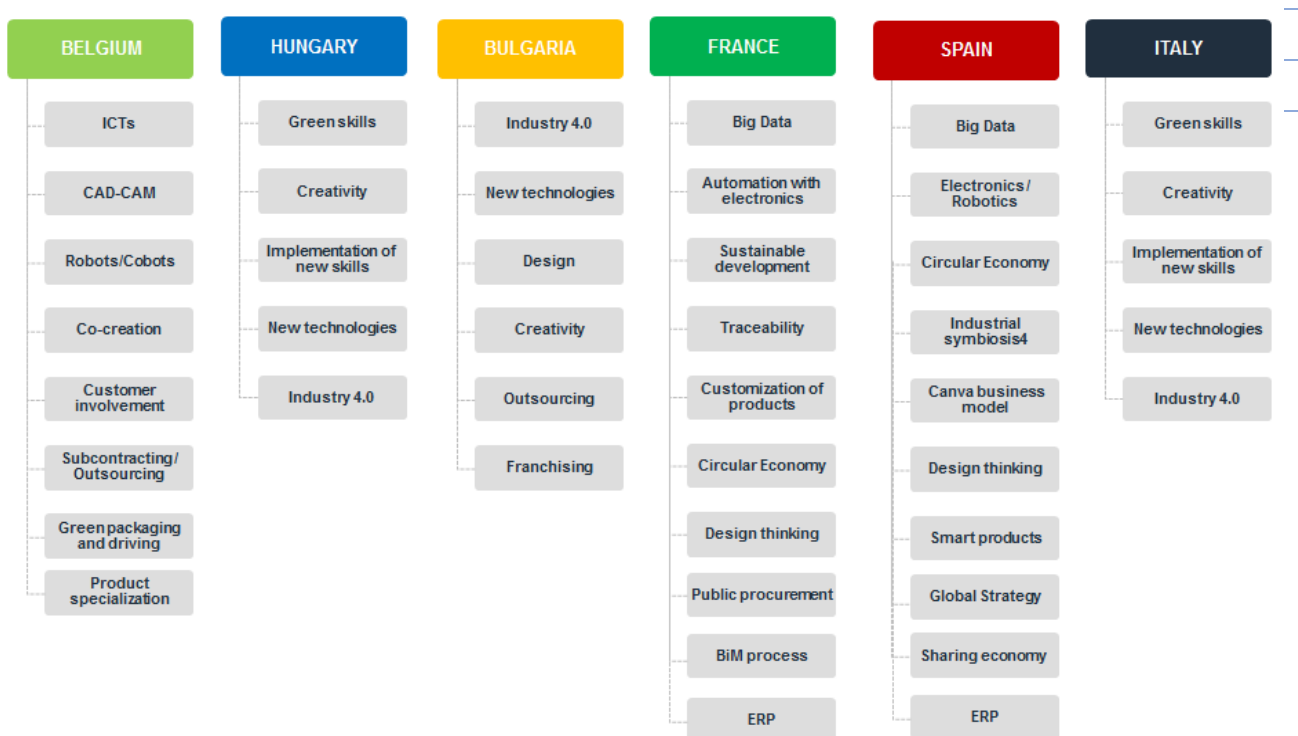 BELGIUM
ICTs
CAD-CAM
Robots/Cobots
Co-creation
Customer
involvement
Subcontracting/
Outsourcing
Green packaging
and driving
Product
specialization
HUNGARY
Green skills
Creativity
Implementation of
new skills
New technologies
Industry 4.0
BULGARIA
Industry 4.0
New technologies
Design
Creativity
Outsourcing
Franchising
FRANCE
Big Data
Automation with
electronics
Sustainable
development
Traceability
Customization of
products
Circular Economy
Design thinking
Public procurement
BiM process
ERP
SPAIN
Big Data
Electronics/
Robotics
Circular Economy
Industrial
symbiosis4
Canva business
model
Design thinking
Smart products
Global Strategy
Sharing economy
ERP
ITALY
Green skills
Creativity
Implementation of
new skills
New technologies
Industry 4.0